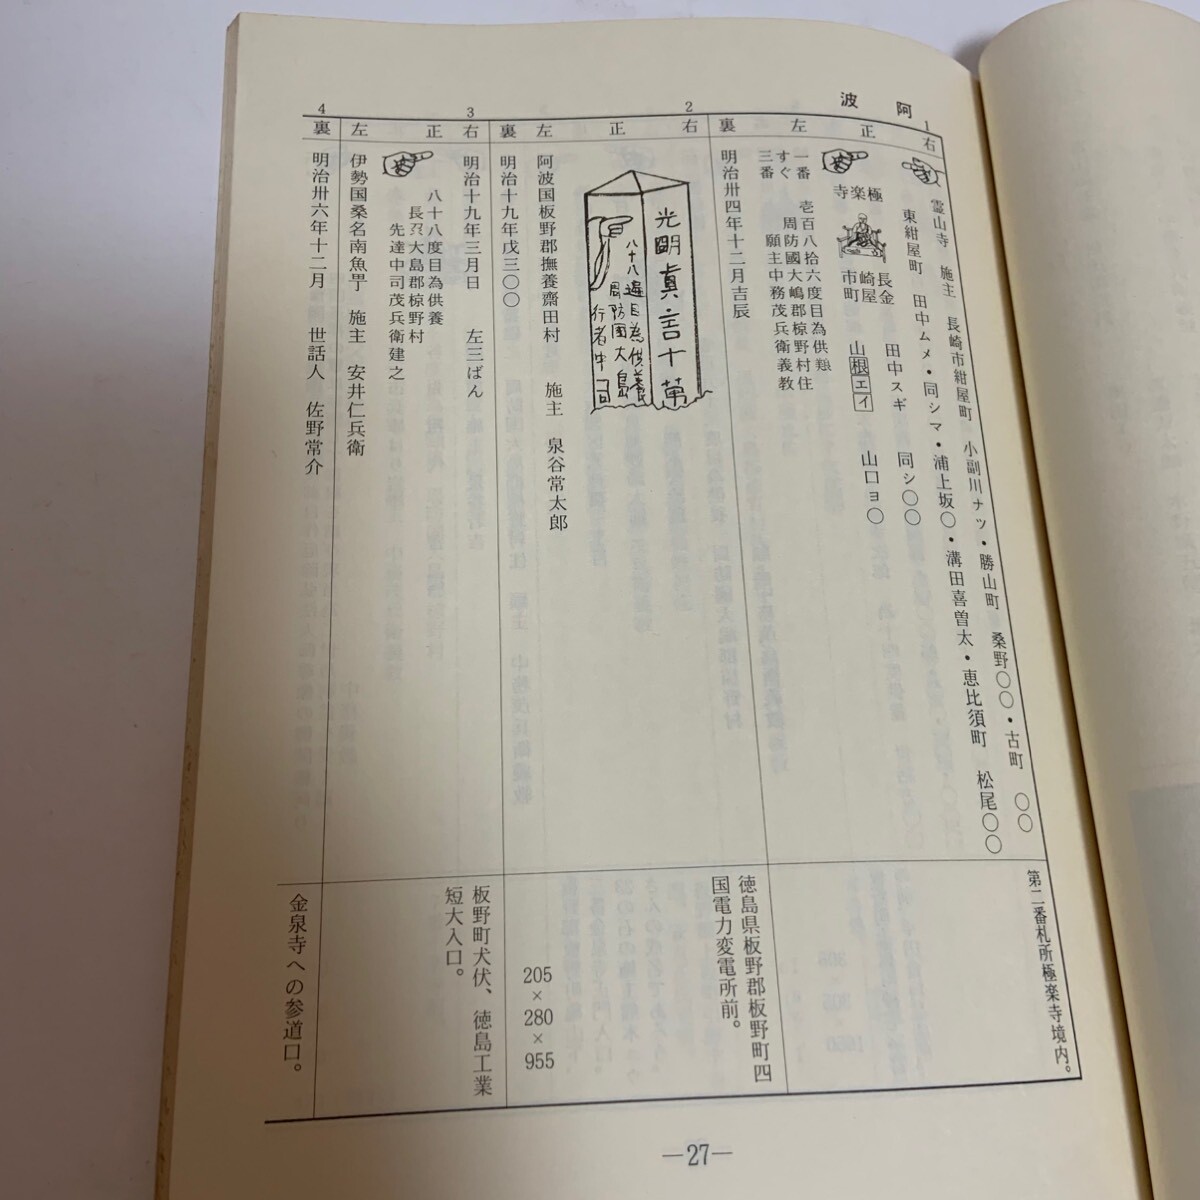 阿波
1
右
霊山寺　施主　長崎市紺屋町　小副川ナツ・勝山町　桑野〇〇・古町　〇〇
東紺屋町　田中ムメ・同シマ・浦上坂〇・溝田喜曽太・恵比須町　松尾〇〇
正
極楽寺
長崎市
金屋町
田中スギ　同シ〇〇
山根エイ　山口ヨ〇
左
一番　すぐ　三番
壱百八拾六度目為供
周防國大嶋郡椋野村住
願主中務茂兵衛義教
裏
明治卅四年十二月吉辰
第二番札所極楽寺境内。
2
右
光明真言十萬
正
八十八遍目為供養
周防国大島
行者中司
左
阿波国板野郡撫養齋田村　施主　泉谷常太郎
裏
明治十九年戊三〇〇
徳島県板野郡板野町四国電力変電所前。
205
×
280
×
955
3
右
明治十九年三月日　左三ばん
正
八十八度目為供養
長刕大島郡椋野村
先達中司茂兵衛建之
左
伊勢国桑名南魚町　施主　安井仁兵衛
板野町犬伏、徳島工業短大入口。
4
裏
明治卅六年十二月　世話人　佐野常介
金泉寺への参道口。
—27—